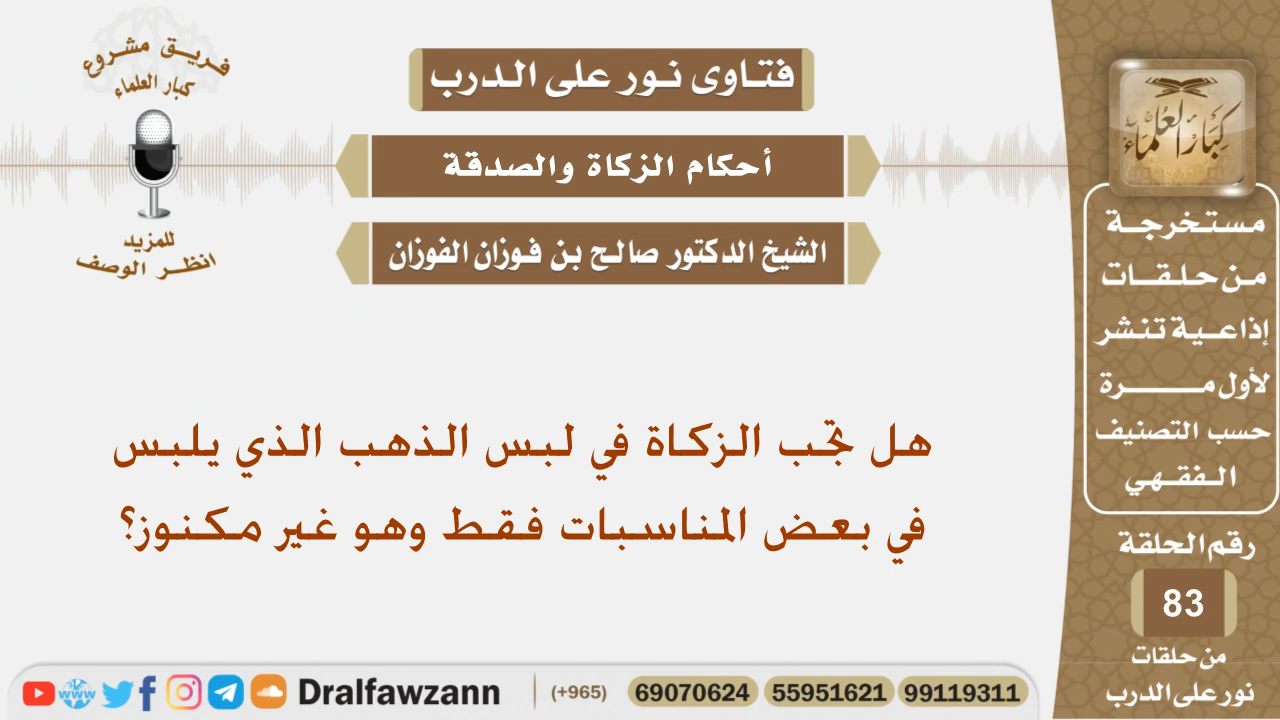 فريق مشروع
كبار العلماء
للمزيد
انظر الوصف
فتاوى نور على الدرب
أحكام الزكاة والصدقة
الشيخ الدكتور صالح بن فوزان الفوزان
هل تجب الزكاة في لبس الذهب الذي يلبس
في بعض المناسبات فقط وهو غير مكنوز؟
كبار العلماء
مستخرجة
من حلقات
إذاعية تنشر
لأول مرة
حسب التصنيف
الفقهي
رقم الحلقة
83
من حلقات
نور على الدرب
www Dralfawzann (+965) 69070624 55951621 99119311